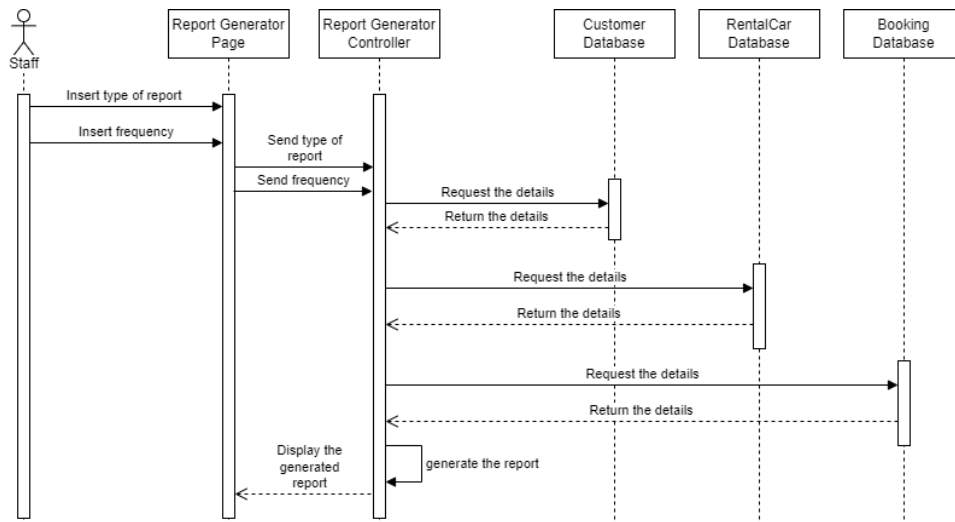 Report Generator
Page
Report Generator
Controller
Customer
Database
RentalCar
Database
Booking
Database
Staff
Insert type of report
Insert frequency
Send type of
report
Send frequency
Request the details
Return the details
Request the details
Return the details
Request the details
Return the details
Display the
generated
report
generate the report